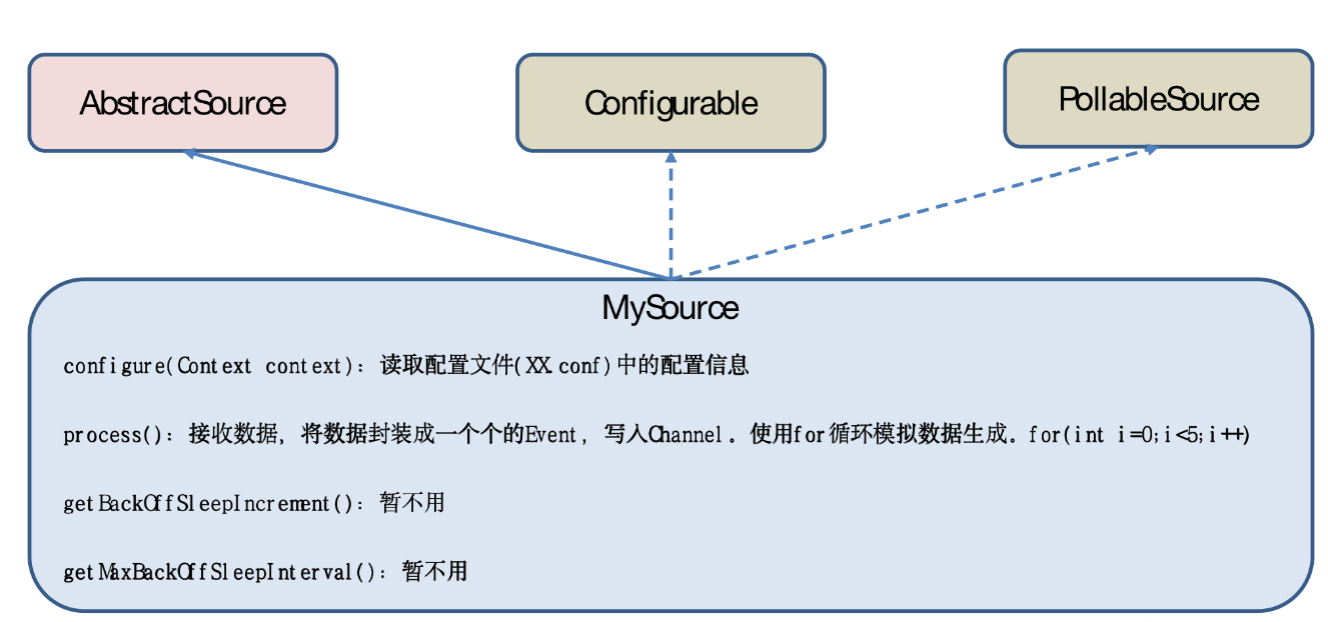 AbstractSource
Configurable
PollableSource
MySource
configure(Context context)：读取配置文件(XX.conf)中的配置信息
process()：接收数据，将数据封装成一个个的Event，写入Channel。使用for循环模拟数据生成。for(int i=0;i<5;i++)
getBackOffSleepIncrement()：暂不用
getMaxBackOffSleepInterval()：暂不用